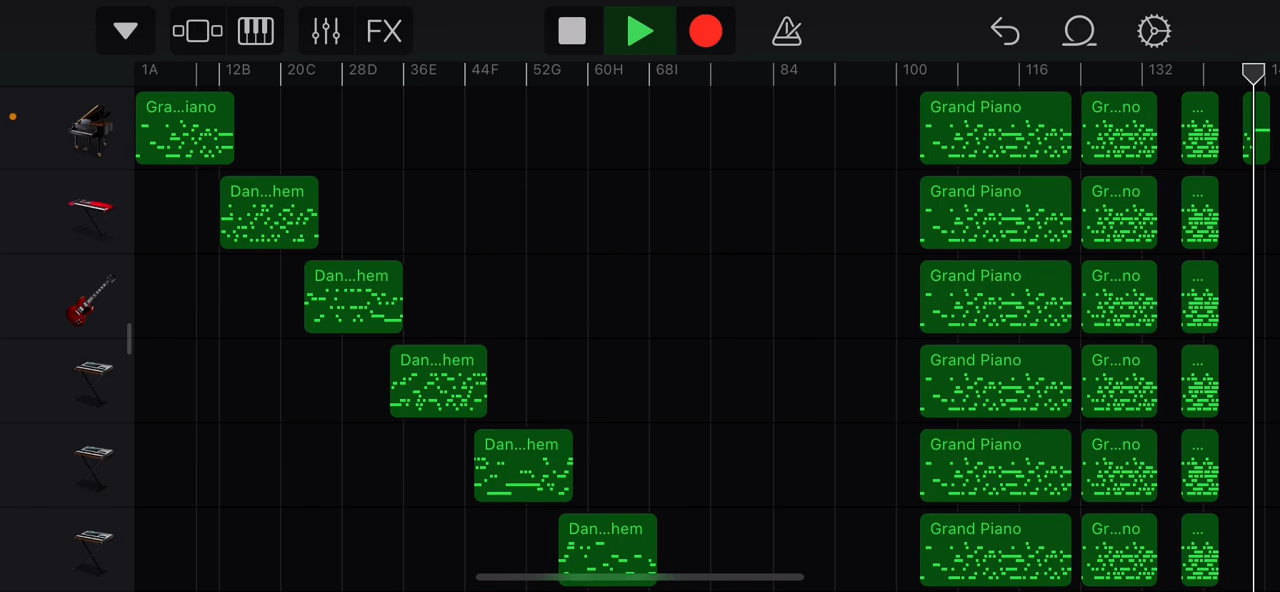 FX
1A 12B 20C 28D 36E 44F 52G 60H 68I 84 100 116 132
Gra...iano Grand Piano Gr...no ...
Dan...hem Grand Piano Gr...no ...
Dan...hem Grand Piano Gr...no ...
Dan...hem Grand Piano Gr...no ...
Dan...hem Grand Piano Gr...no ...
Dan...hem Grand Piano Gr...no ...